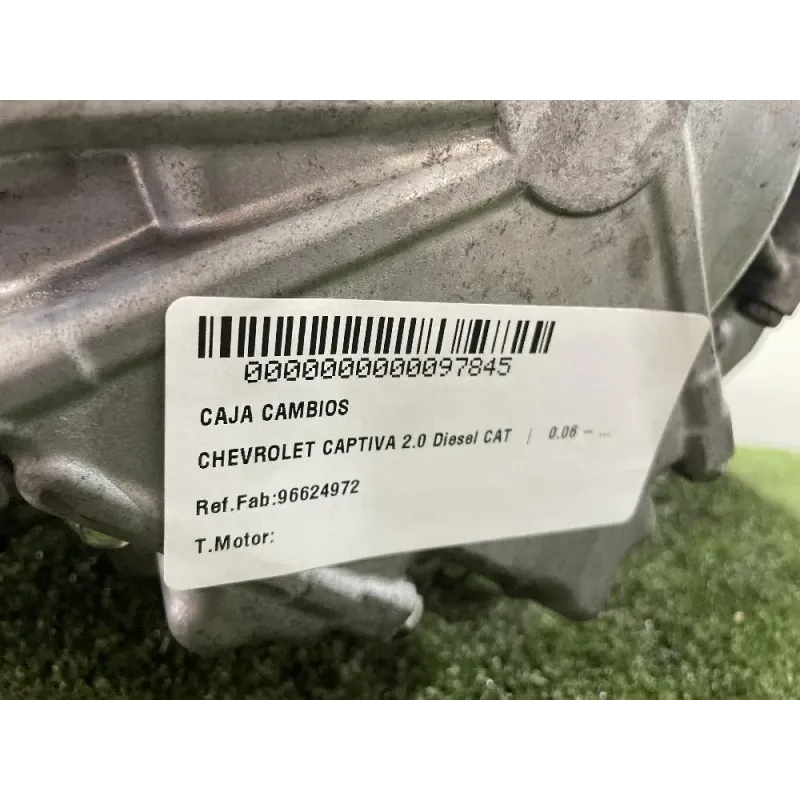 0000000000097845
CAJA CAMBIOS
CHEVROLET CAPTIVA 2.0 Diesel CAT | 0.06 - ...
Ref.Fab:96624972
T.Motor: